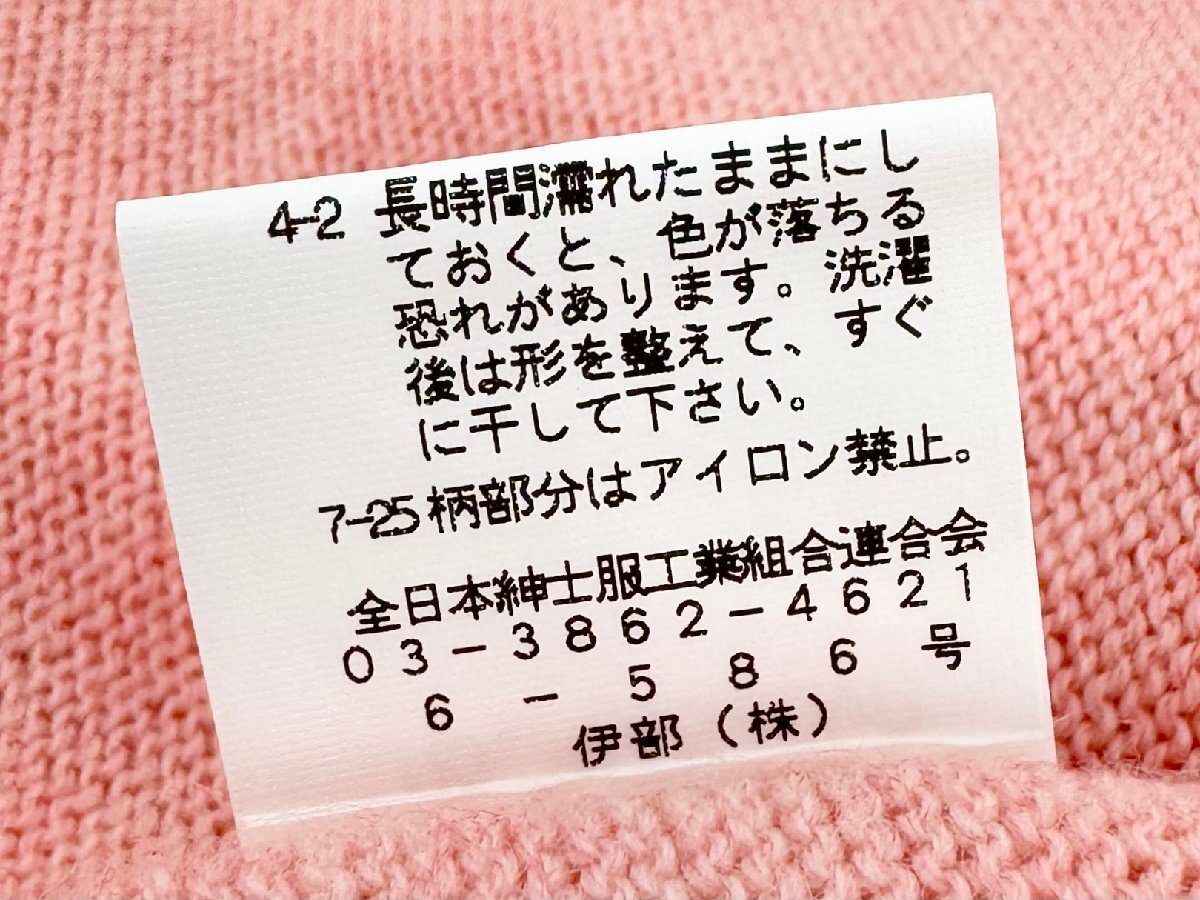 4-2 長時間濡れたままにし
ておくと、色が落ちる
恐れがあります。洗濯
後は形を整えて、すぐ
に干して下さい。
7-25 柄部分はアイロン禁止。
全日本紳士服工業組合連合会
03-3862-4621
6-586号
伊部(株)